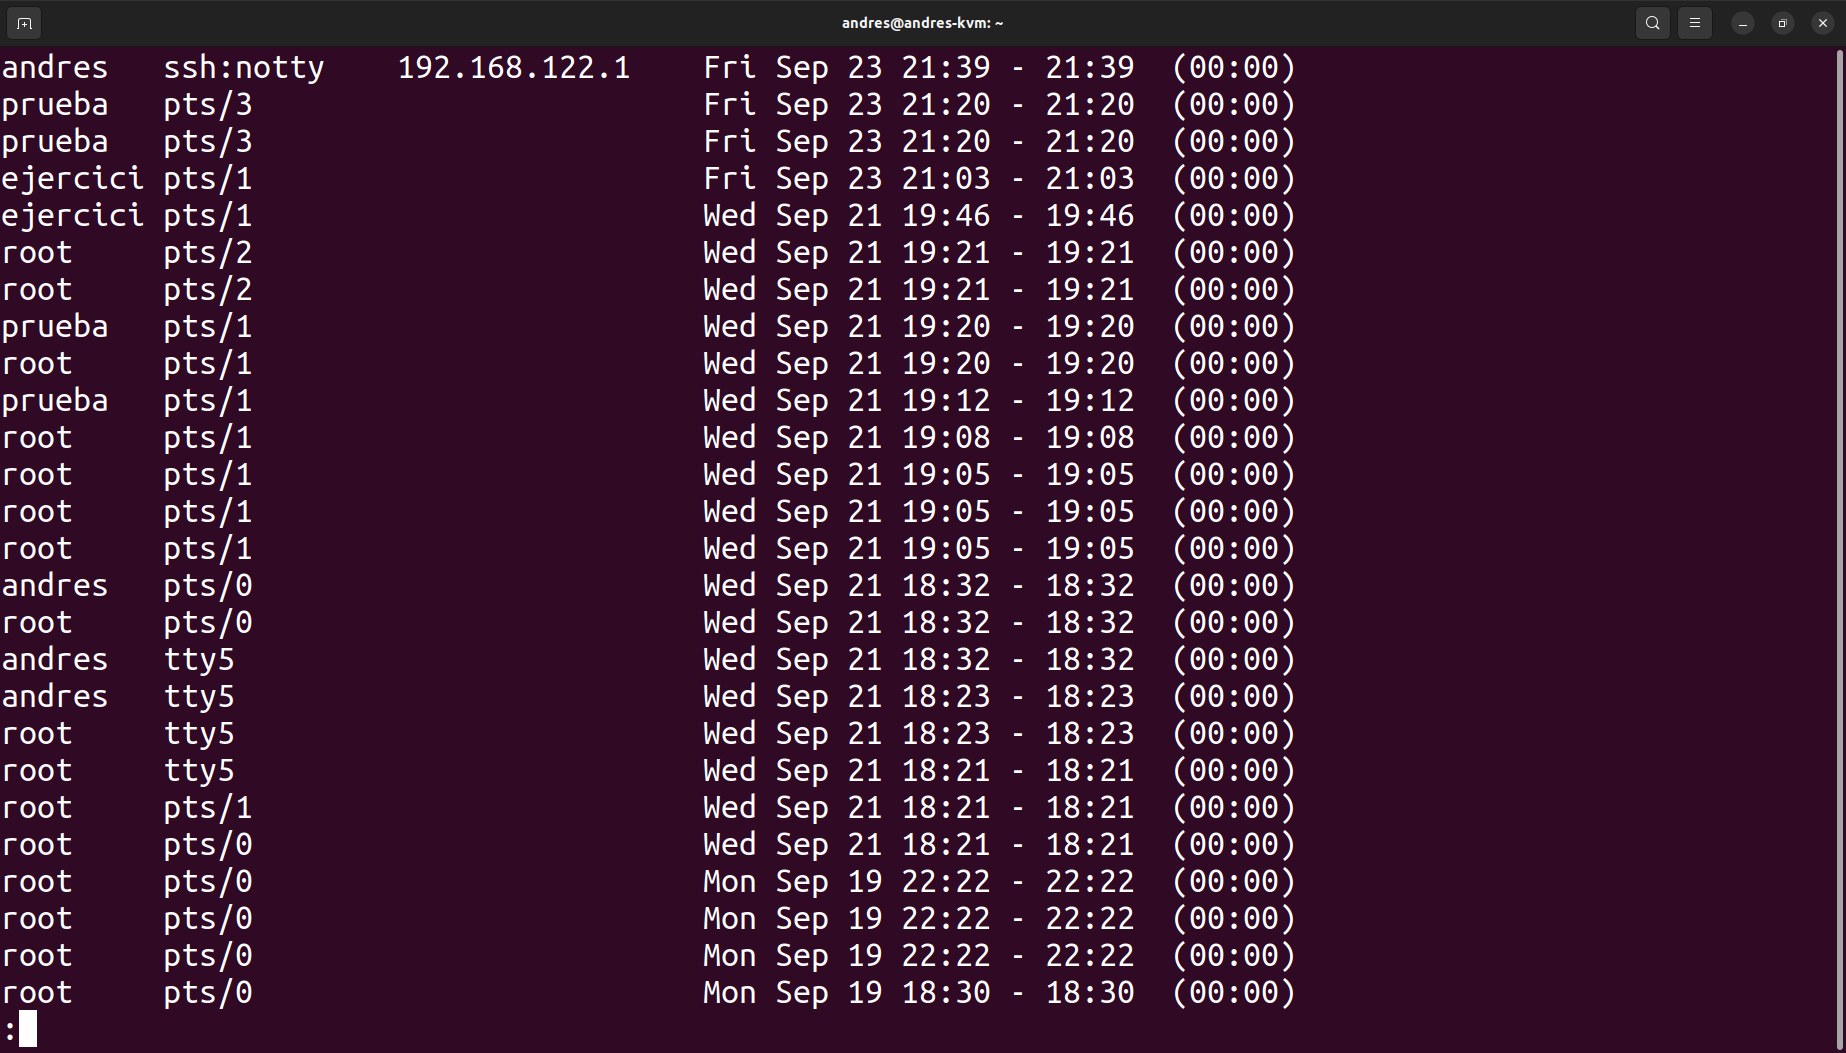 andres@andres-kvm: ~
andres   ssh:notty    192.168.122.1    Fri Sep 23 21:39 - 21:39  (00:00)
prueba   pts/3                         Fri Sep 23 21:20 - 21:20  (00:00)
prueba   pts/3                         Fri Sep 23 21:20 - 21:20  (00:00)
ejercici pts/1                         Fri Sep 23 21:03 - 21:03  (00:00)
ejercici pts/1                         Wed Sep 21 19:46 - 19:46  (00:00)
root     pts/2                         Wed Sep 21 19:21 - 19:21  (00:00)
root     pts/2                         Wed Sep 21 19:21 - 19:21  (00:00)
prueba   pts/1                         Wed Sep 21 19:20 - 19:20  (00:00)
root     pts/1                         Wed Sep 21 19:20 - 19:20  (00:00)
prueba   pts/1                         Wed Sep 21 19:12 - 19:12  (00:00)
root     pts/1                         Wed Sep 21 19:08 - 19:08  (00:00)
root     pts/1                         Wed Sep 21 19:05 - 19:05  (00:00)
root     pts/1                         Wed Sep 21 19:05 - 19:05  (00:00)
root     pts/1                         Wed Sep 21 19:05 - 19:05  (00:00)
andres   pts/0                         Wed Sep 21 18:32 - 18:32  (00:00)
root     pts/0                         Wed Sep 21 18:32 - 18:32  (00:00)
andres   tty5                          Wed Sep 21 18:32 - 18:32  (00:00)
andres   tty5                          Wed Sep 21 18:23 - 18:23  (00:00)
root     tty5                          Wed Sep 21 18:23 - 18:23  (00:00)
root     tty5                          Wed Sep 21 18:21 - 18:21  (00:00)
root     pts/1                         Wed Sep 21 18:21 - 18:21  (00:00)
root     pts/0                         Wed Sep 21 18:21 - 18:21  (00:00)
root     pts/0                         Mon Sep 19 22:22 - 22:22  (00:00)
root     pts/0                         Mon Sep 19 22:22 - 22:22  (00:00)
root     pts/0                         Mon Sep 19 22:22 - 22:22  (00:00)
root     pts/0                         Mon Sep 19 18:30 - 18:30  (00:00)
: